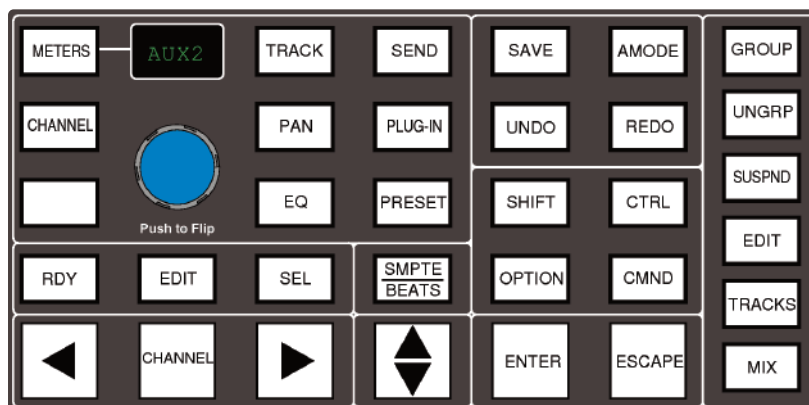 METERS
AUX2
TRACK
SEND
SAVE
AMODE
GROUP
CHANNEL
PAN
PLUG-IN
UNDO
REDO
UNGRP
EQ
PRESET
SHIFT
CTRL
SUSPND
Push to Flip
EDIT
RDY
EDIT
SEL
SMPTE
BEATS
OPTION
CMND
TRACKS
CHANNEL
ENTER
ESCAPE
MIX